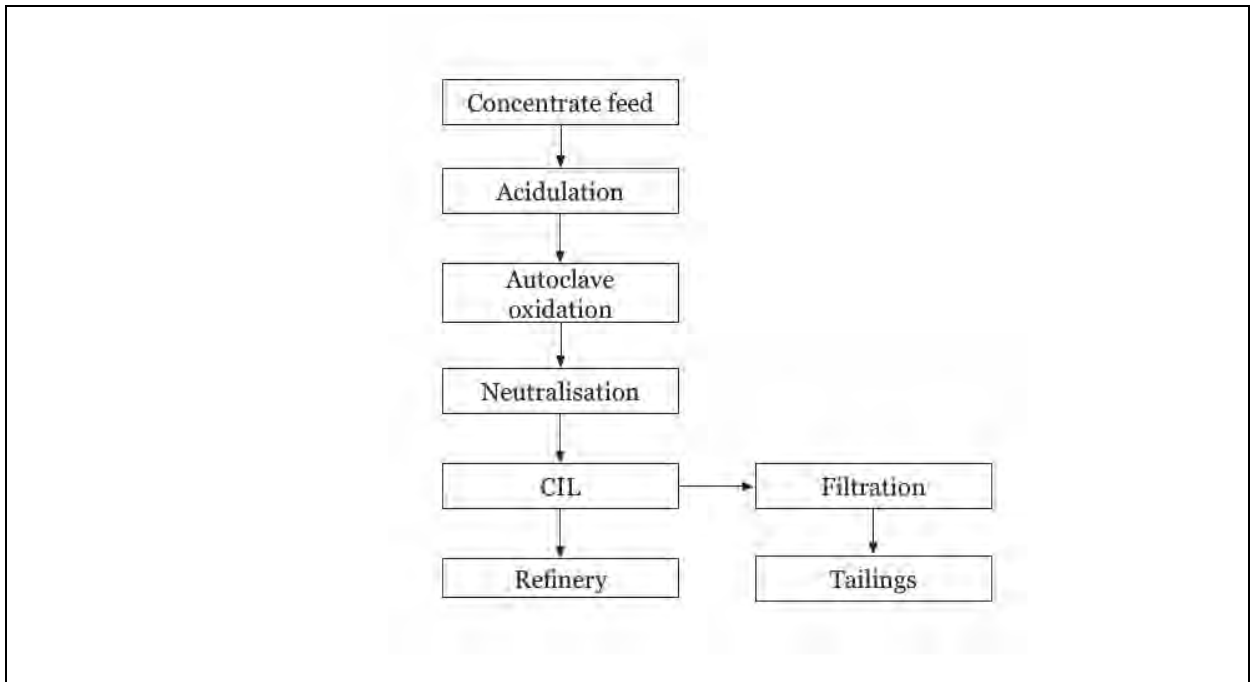 Concentrate feed
Acidulation
Autoclave
oxidation
Neutralisation
CIL
Filtration
Refinery
Tailings